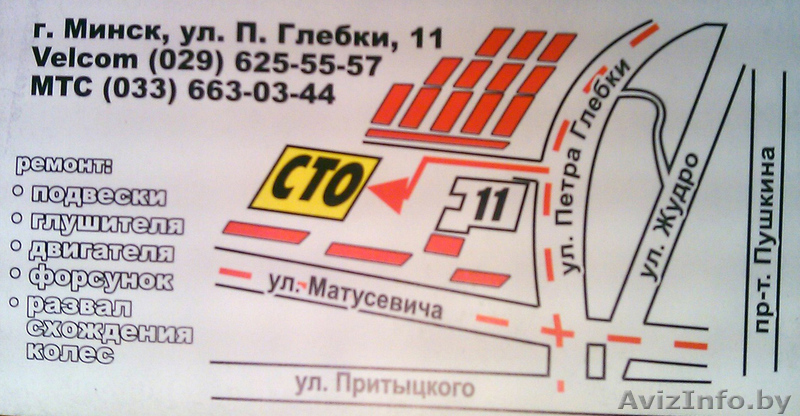 г. Минск, ул. П. Глебки, 11
Velcom (029) 625-55-57
МТС (033) 663-03-44
ремонт:
• подвески
• глушителя
• двигателя
• форсунок
• развал
схождения
колес
СТО
11
ул. Петра Глебки
ул. Жудро
пр-т. Пушкина
ул. Матусевича
ул. Притыцкого
AvizInfo.by